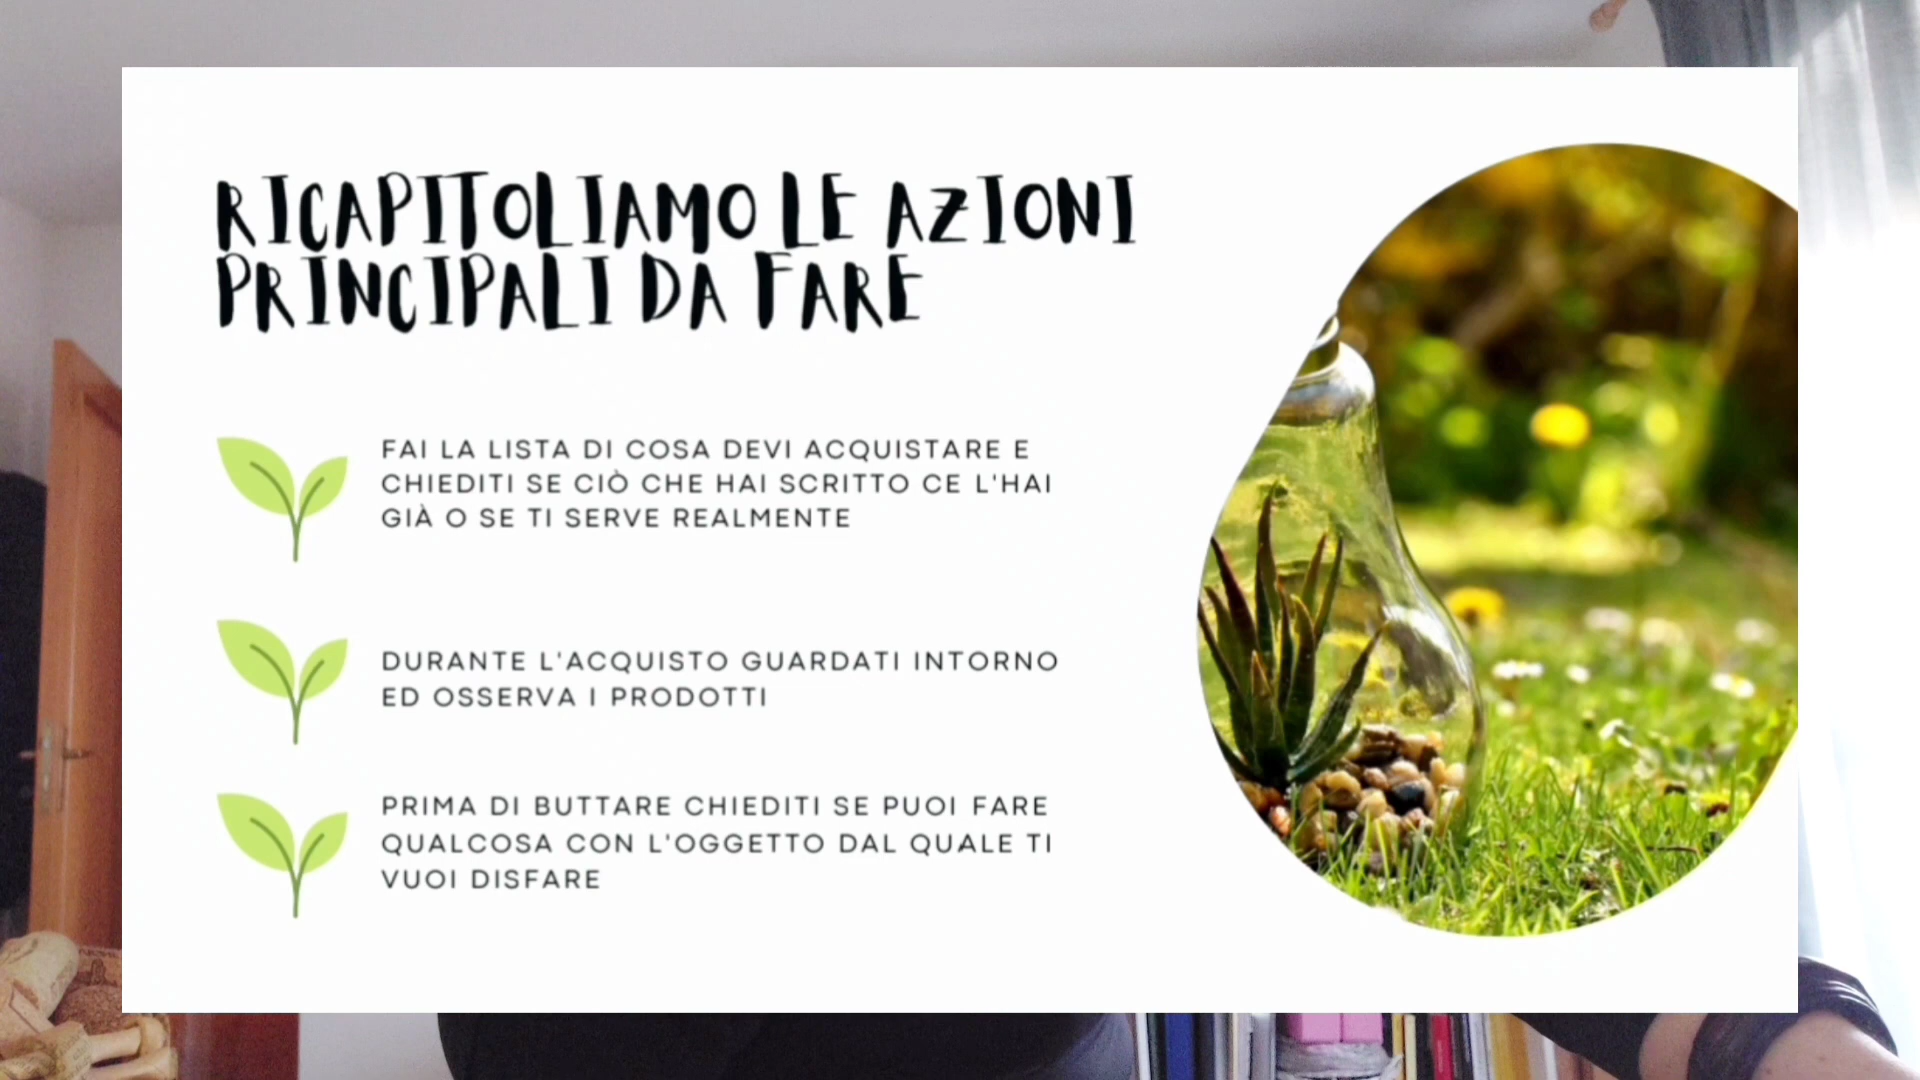 RICAPITOLIAMO LE AZIONI
PRINCIPALI DA FARE
FAI LA LISTA DI COSA DEVI ACQUISTARE E
CHIEDITI SE CIÒ CHE HAI SCRITTO CE L'HAI
GIÀ O SE TI SERVE REALMENTE
DURANTE L'ACQUISTO GUARDATI INTORNO
ED OSSERVA I PRODOTTI
PRIMA DI BUTTARE CHIEDITI SE PUOI FARE
QUALCOSA CON L'OGGETTO DAL QUALE TI
VUOI DISFARE